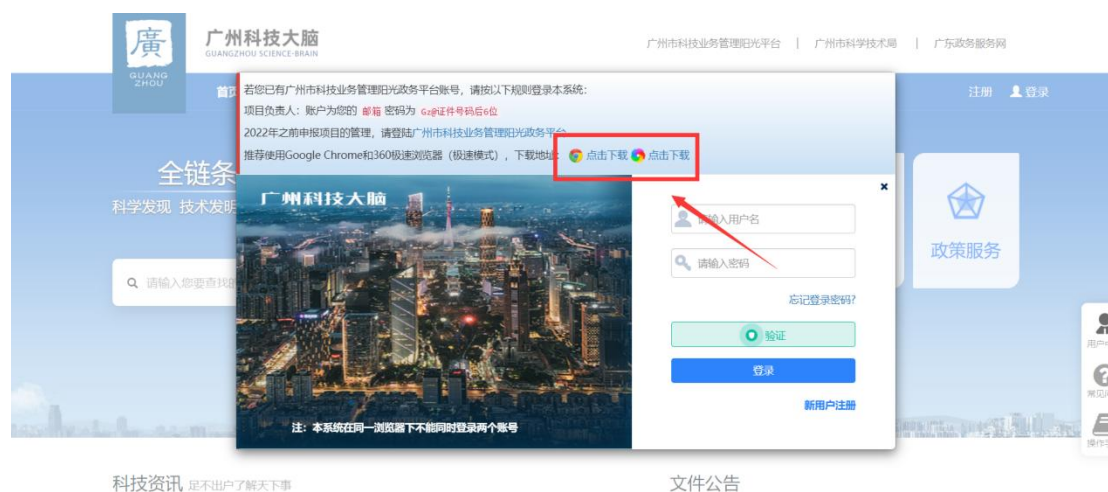 廣
GUANG
ZHOU
广州科技大脑
GUANGZHOU SCIENCE-BRAIN
广州市科技业务管理阳光平台 | 广州市科学技术局 | 广东政务服务网
首页
注册 登录
若您已有广州市科技业务管理阳光政务平台账号，请按以下规则登录本系统：
项目负责人：账户为您的 邮箱 密码为 Gz@证件号码后6位
2022年之前申报项目的管理，请登陆广州市科技业务管理阳光政务平台
推荐使用Google Chrome和360极速浏览器（极速模式），下载地址： 点击下载 点击下载
全链条
科学发现 技术发明
请输入您要查找的
广州科技大脑
注：本系统在同一浏览器下不能同时登录两个账号
×
请输入用户名
请输入密码
忘记登录密码?
验证
登录
新用户注册
政策服务
用户
常见
操作
科技资讯 足不出户了解天下事
文件公告